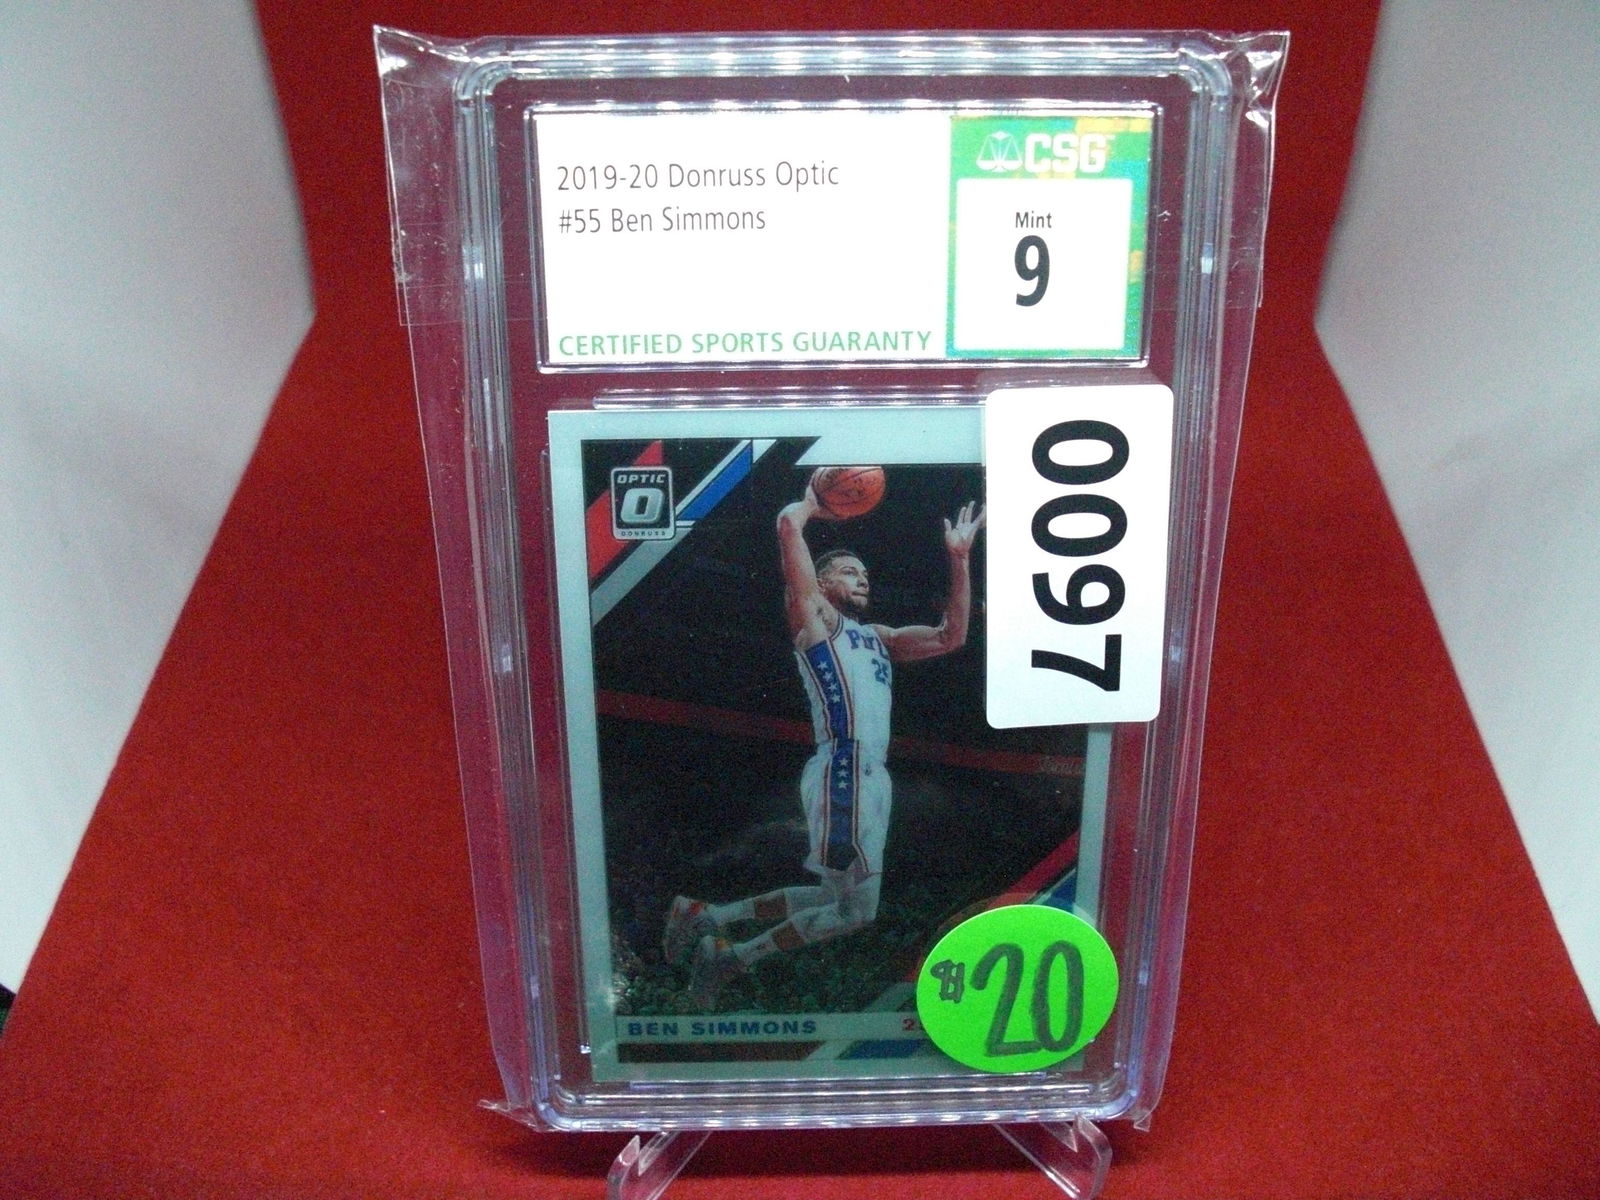 2019-20 Donruss Optic
#55 Ben Simmons
CERTIFIED SPORTS GUARANTY
CSG
Mint
9
0097
OPTIC
O
DONRUSS
BEN SIMMONS
$20